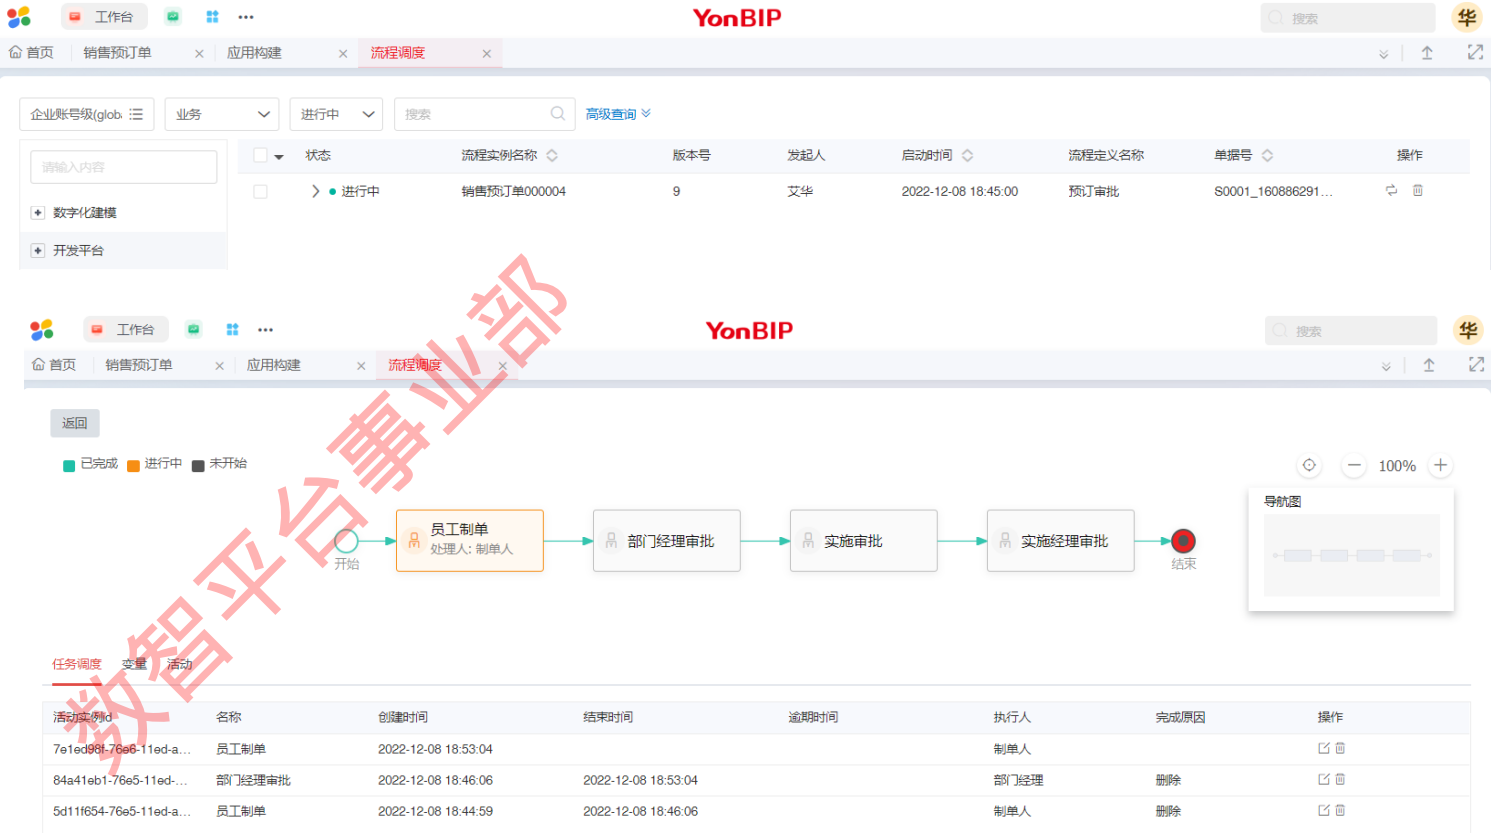 工作台
YonBIP
搜索
华
首页
销售预订单
应用构建
流程调度
企业账号级(globa
业务
进行中
搜索
高级查询
请输入内容
数字化建模
开发平台
状态 流程实例名称 版本号 发起人 启动时间 流程定义名称 单据号 操作
进行中 销售预订单000004 9 艾华 2022-12-08 18:45:00 预订审批 S0001_160886291...
工作台
YonBIP
搜索
华
首页
销售预订单
应用构建
流程调度
返回
已完成 进行中 未开始
100%
导航图
开始
员工制单
处理人: 制单人
部门经理审批
实施审批
实施经理审批
结束
任务调度 变量 活动
活动实例id 名称 创建时间 结束时间 逾期时间 执行人 完成原因 操作
7e1ed98f-76e6-11ed-a... 员工制单 2022-12-08 18:53:04 制单人
84a41eb1-76e5-11ed-... 部门经理审批 2022-12-08 18:46:06 2022-12-08 18:53:04 部门经理 删除
5d11f654-76e5-11ed-a... 员工制单 2022-12-08 18:44:59 2022-12-08 18:46:06 制单人 删除
数智平台事业部